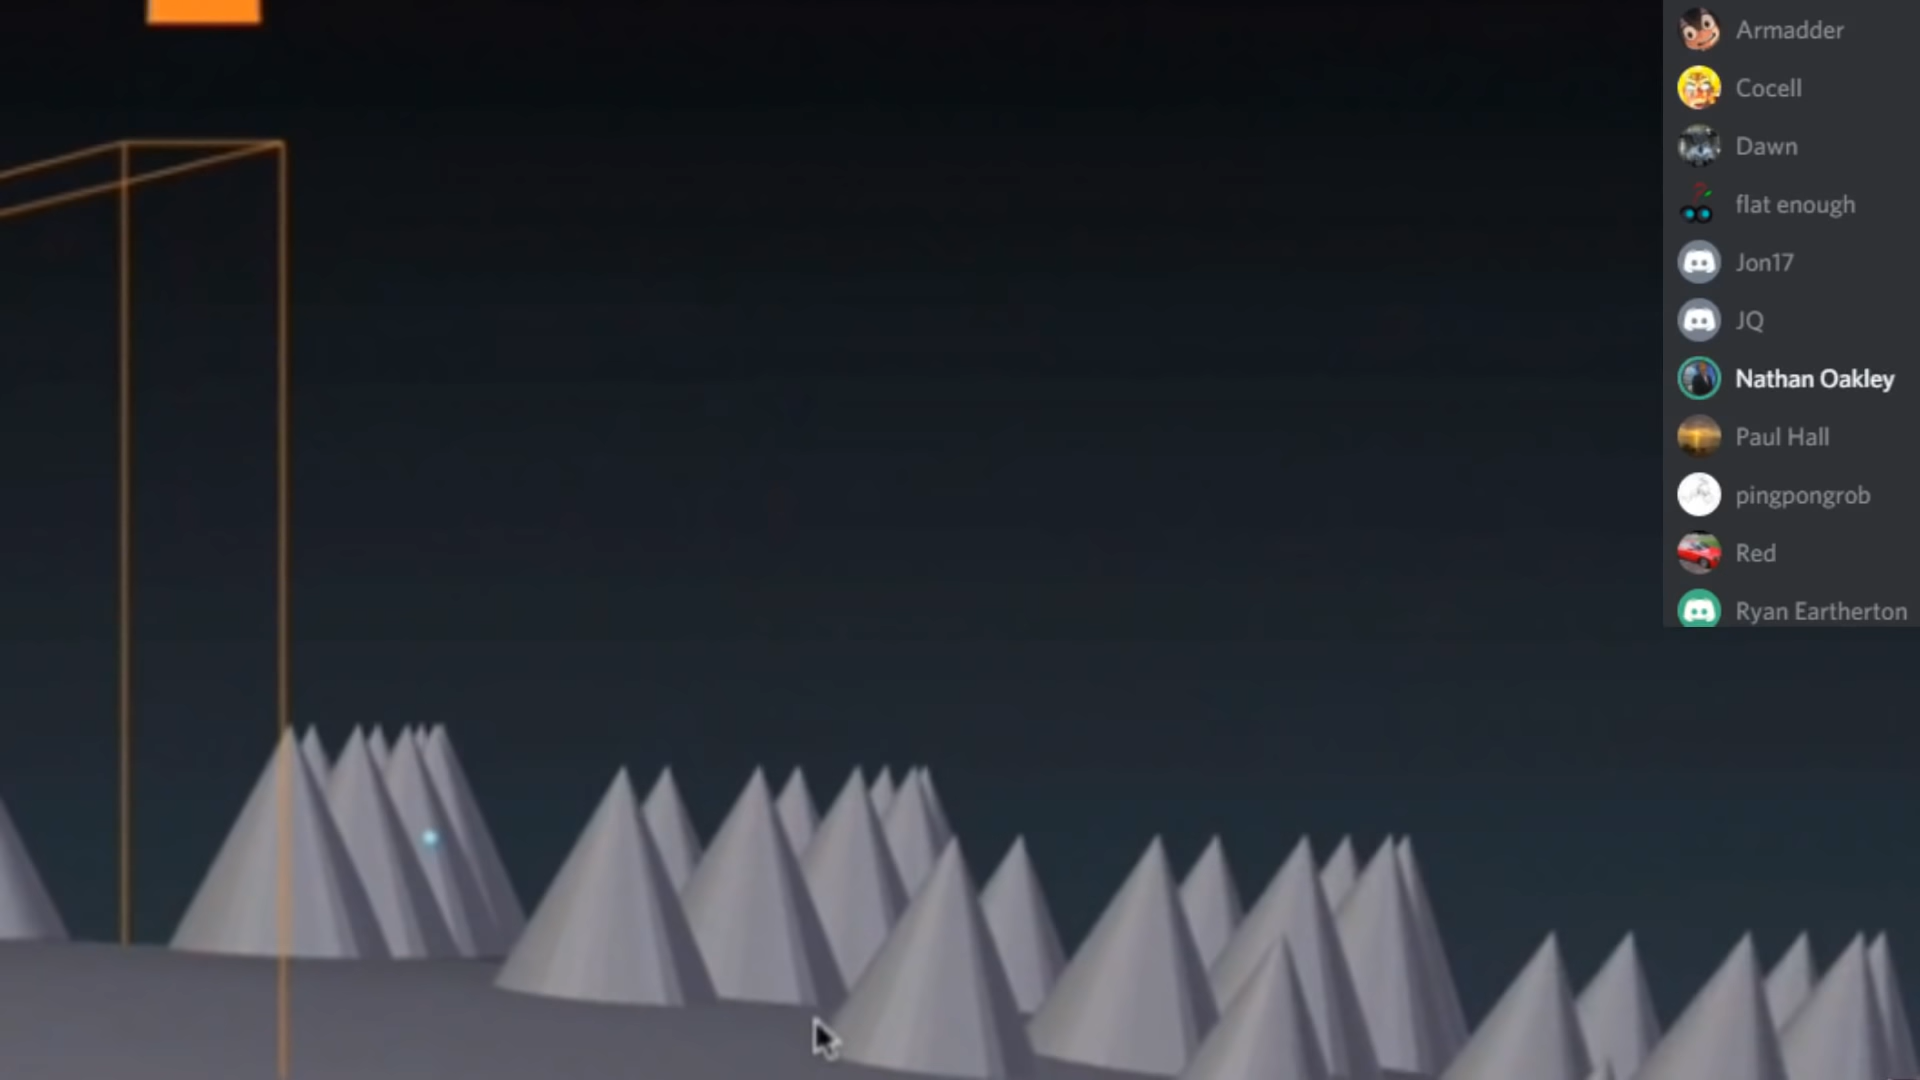 Armadder
Cocell
Dawn
flat enough
Jon17
JQ
Nathan Oakley
Paul Hall
pingpongrob
Red
Ryan Eartherton